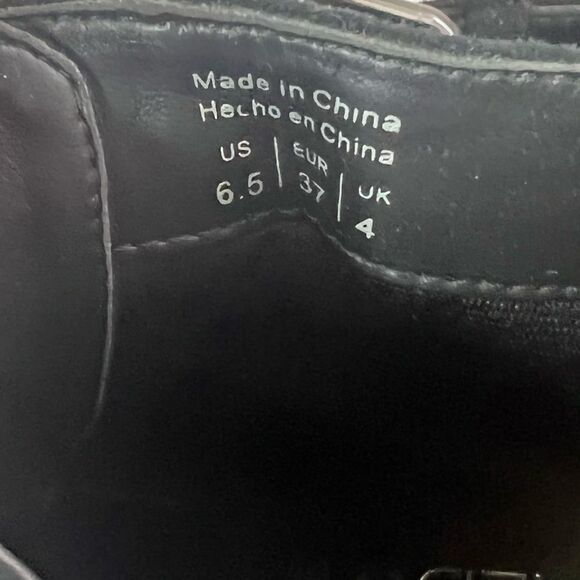 Made in China
Hecho en China
US | EUR | UK
6.5 | 37 | 4